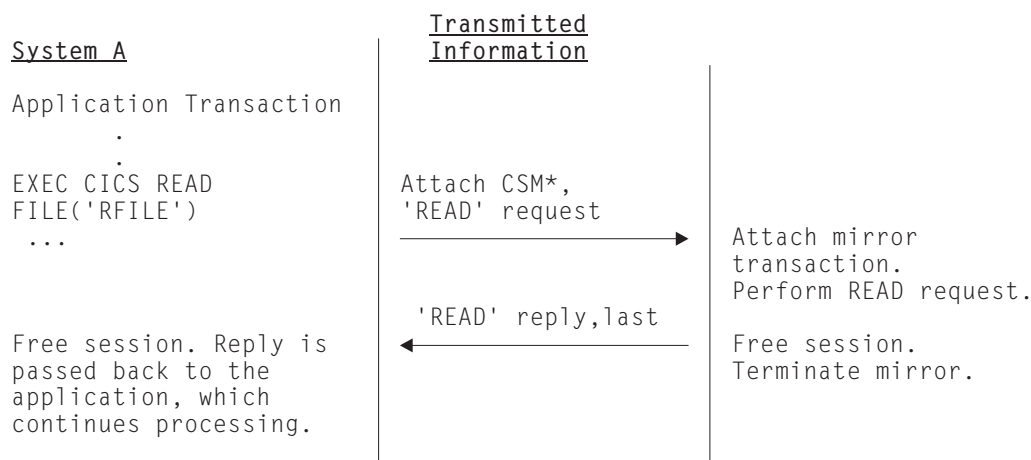 Transmitted
System A
Information
Application Transaction
.
.
EXEC CICS READ
FILE('RFILE')
...
Attach CSM*,
'READ' request
Attach mirror
transaction.
Perform READ request.
'READ' reply,last
Free session. Reply is
passed back to the
application, which
continues processing.
Free session.
Terminate mirror.